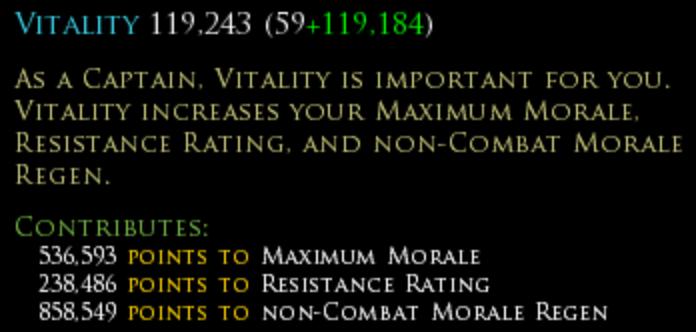 Vitality 119,243 (59+119,184)
As a Captain, Vitality is important for you.
Vitality increases your Maximum Morale,
Resistance Rating, and non-Combat Morale
Regen.
Contributes:
536,593 points to Maximum Morale
238,486 points to Resistance Rating
858,549 points to non-Combat Morale Regen